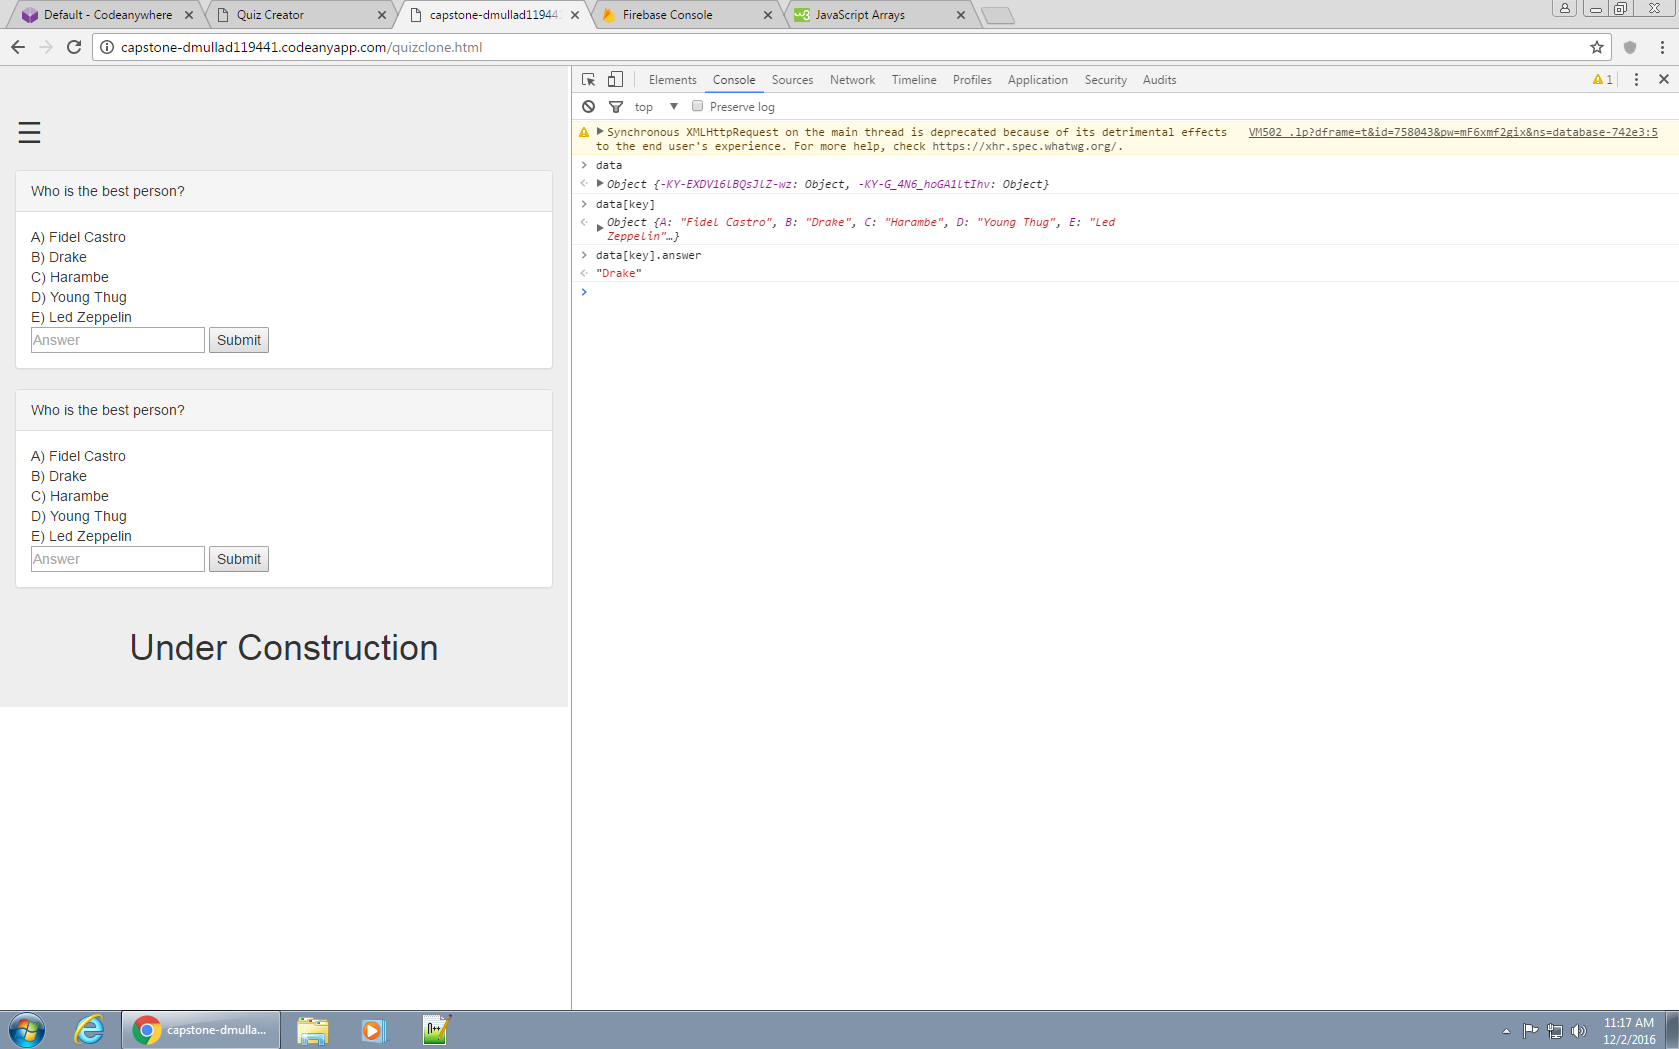 Default - Codeanywhere
Quiz Creator
capstone-dmullad119441
Firebase Console
JavaScript Arrays
capstone-dmullad119441.codeanyapp.com/quizclone.html
Who is the best person?
A) Fidel Castro
B) Drake
C) Harambe
D) Young Thug
E) Led Zeppelin
Answer Submit
Who is the best person?
A) Fidel Castro
B) Drake
C) Harambe
D) Young Thug
E) Led Zeppelin
Answer Submit
Under Construction
Elements Console Sources Network Timeline Profiles Application Security Audits 1
top Preserve log
Synchronous XMLHttpRequest on the main thread is deprecated because of its detrimental effects VM502 .lp?dframe=t&id=758043&pw=mF6xmf2gix&ns=database-742e3:5
to the end user's experience. For more help, check https://xhr.spec.whatwg.org/.
data
Object {-KY-EXDV16lBQsJlZ-wz: Object, -KY-G_4N6_hoGA1ltIhv: Object}
data[key]
Object {A: "Fidel Castro", B: "Drake", C: "Harambe", D: "Young Thug", E: "Led
Zeppelin"…}
data[key].answer
"Drake"
capstone-dmulla...
11:17 AM
12/2/2016